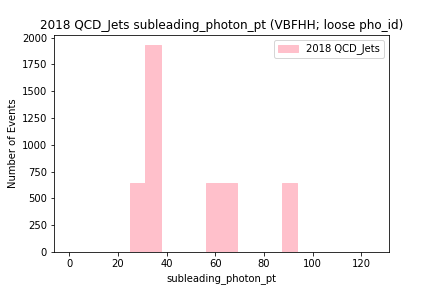 2018 QCD_Jets subleading_photon_pt (VBFHH; loose pho_id)
2018 QCD_Jets
2000
1750
1500
1250
1000
750
500
250
0
Number of Events
0 20 40 60 80 100 120
subleading_photon_pt